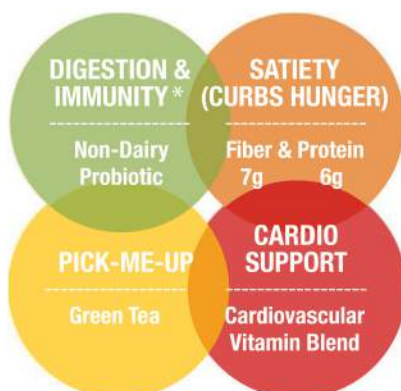 DIGESTION &
IMMUNITY*
Non-Dairy
Probiotic
SATIETY
(CURBS HUNGER)
Fiber & Protein
7g 6g
PICK-ME-UP
Green Tea
CARDIO
SUPPORT
Cardiovascular
Vitamin Blend